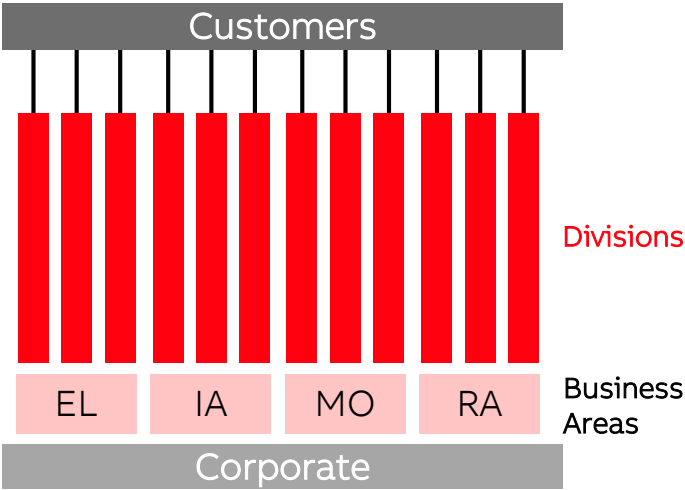 Customers
Divisions
EL
IA
MO
RA
Business
Areas
Corporate